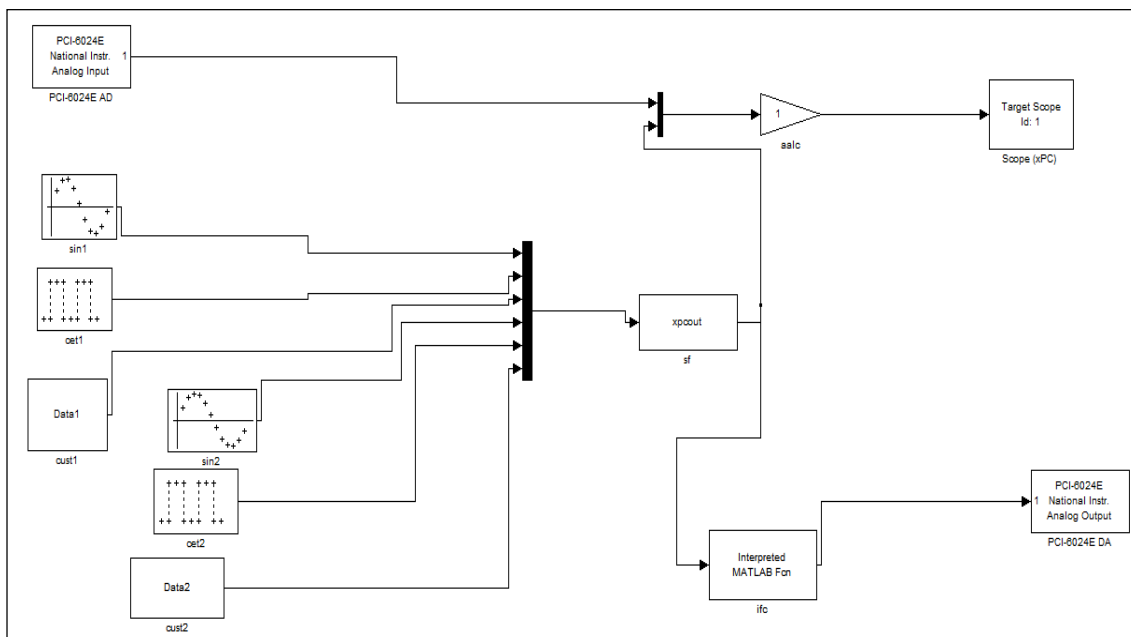 PCI-6024E
National Instr. 1
Analog Input
PCI-6024E AD
1
aalc
Target Scope
Id: 1
Scope (xPC)
sin1
cet1
Data1
cust1
sin2
cet2
Data2
cust2
xpcout
sf
Interpreted
MATLAB Fcn
ifc
PCI-6024E
1 National Instr.
Analog Output
PCI-6024E DA